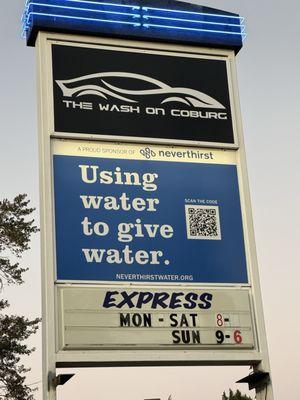 THE WASH ON COBURG
A PROUD SPONSOR OF neverthirst
Using
water
to give
water.
SCAN THE CODE
NEVERTHIRSTWATER.ORG
EXPRESS
MON - SAT 8-
SUN 9-6